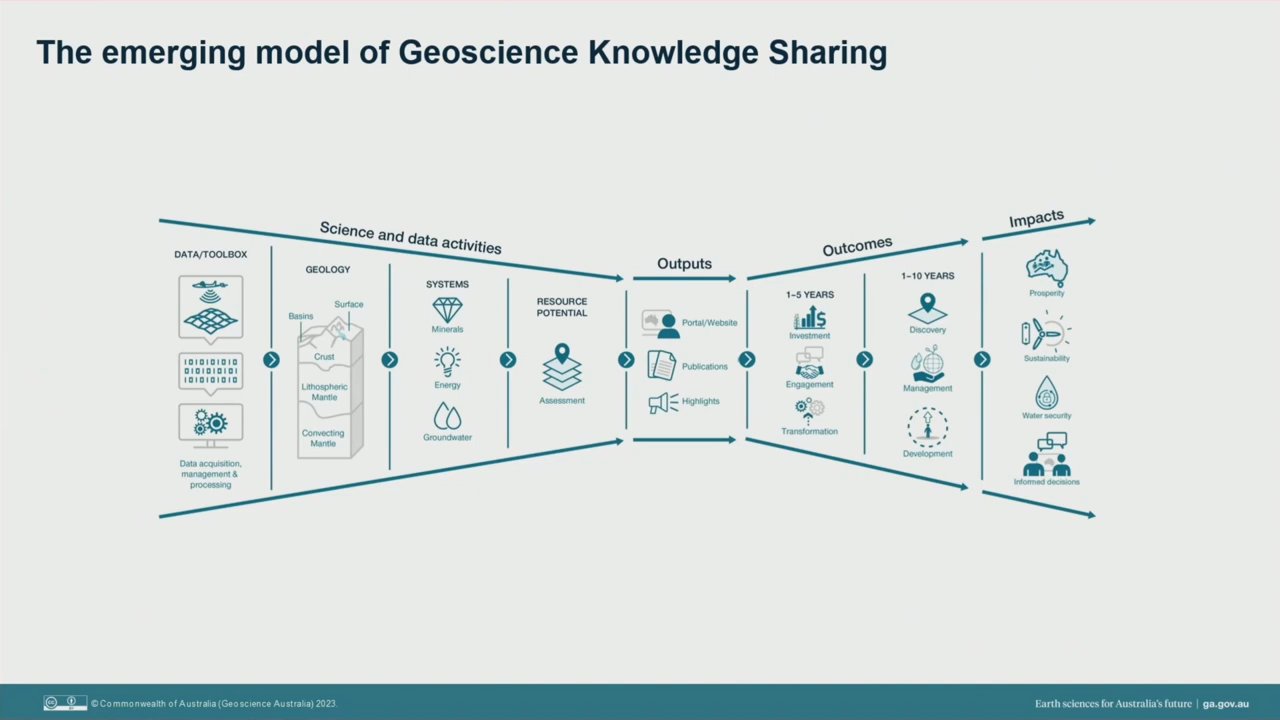 The emerging model of Geoscience Knowledge Sharing
Science and data activities
Outputs
Outcomes
Impacts
DATA/TOOLBOX
Data acquisition,
management &
processing
GEOLOGY
Surface
Basins
Crust
Lithospheric
Mantle
Convecting
Mantle
SYSTEMS
Minerals
Energy
Groundwater
RESOURCE
POTENTIAL
Assessment
Portal/Website
Publications
Highlights
1–5 YEARS
Investment
Engagement
Transformation
1–10 YEARS
Discovery
Management
Development
Prosperity
Sustainability
Water security
Informed decisions
© Commonwealth of Australia (Geoscience Australia) 2023.
Earth sciences for Australia's future | ga.gov.au